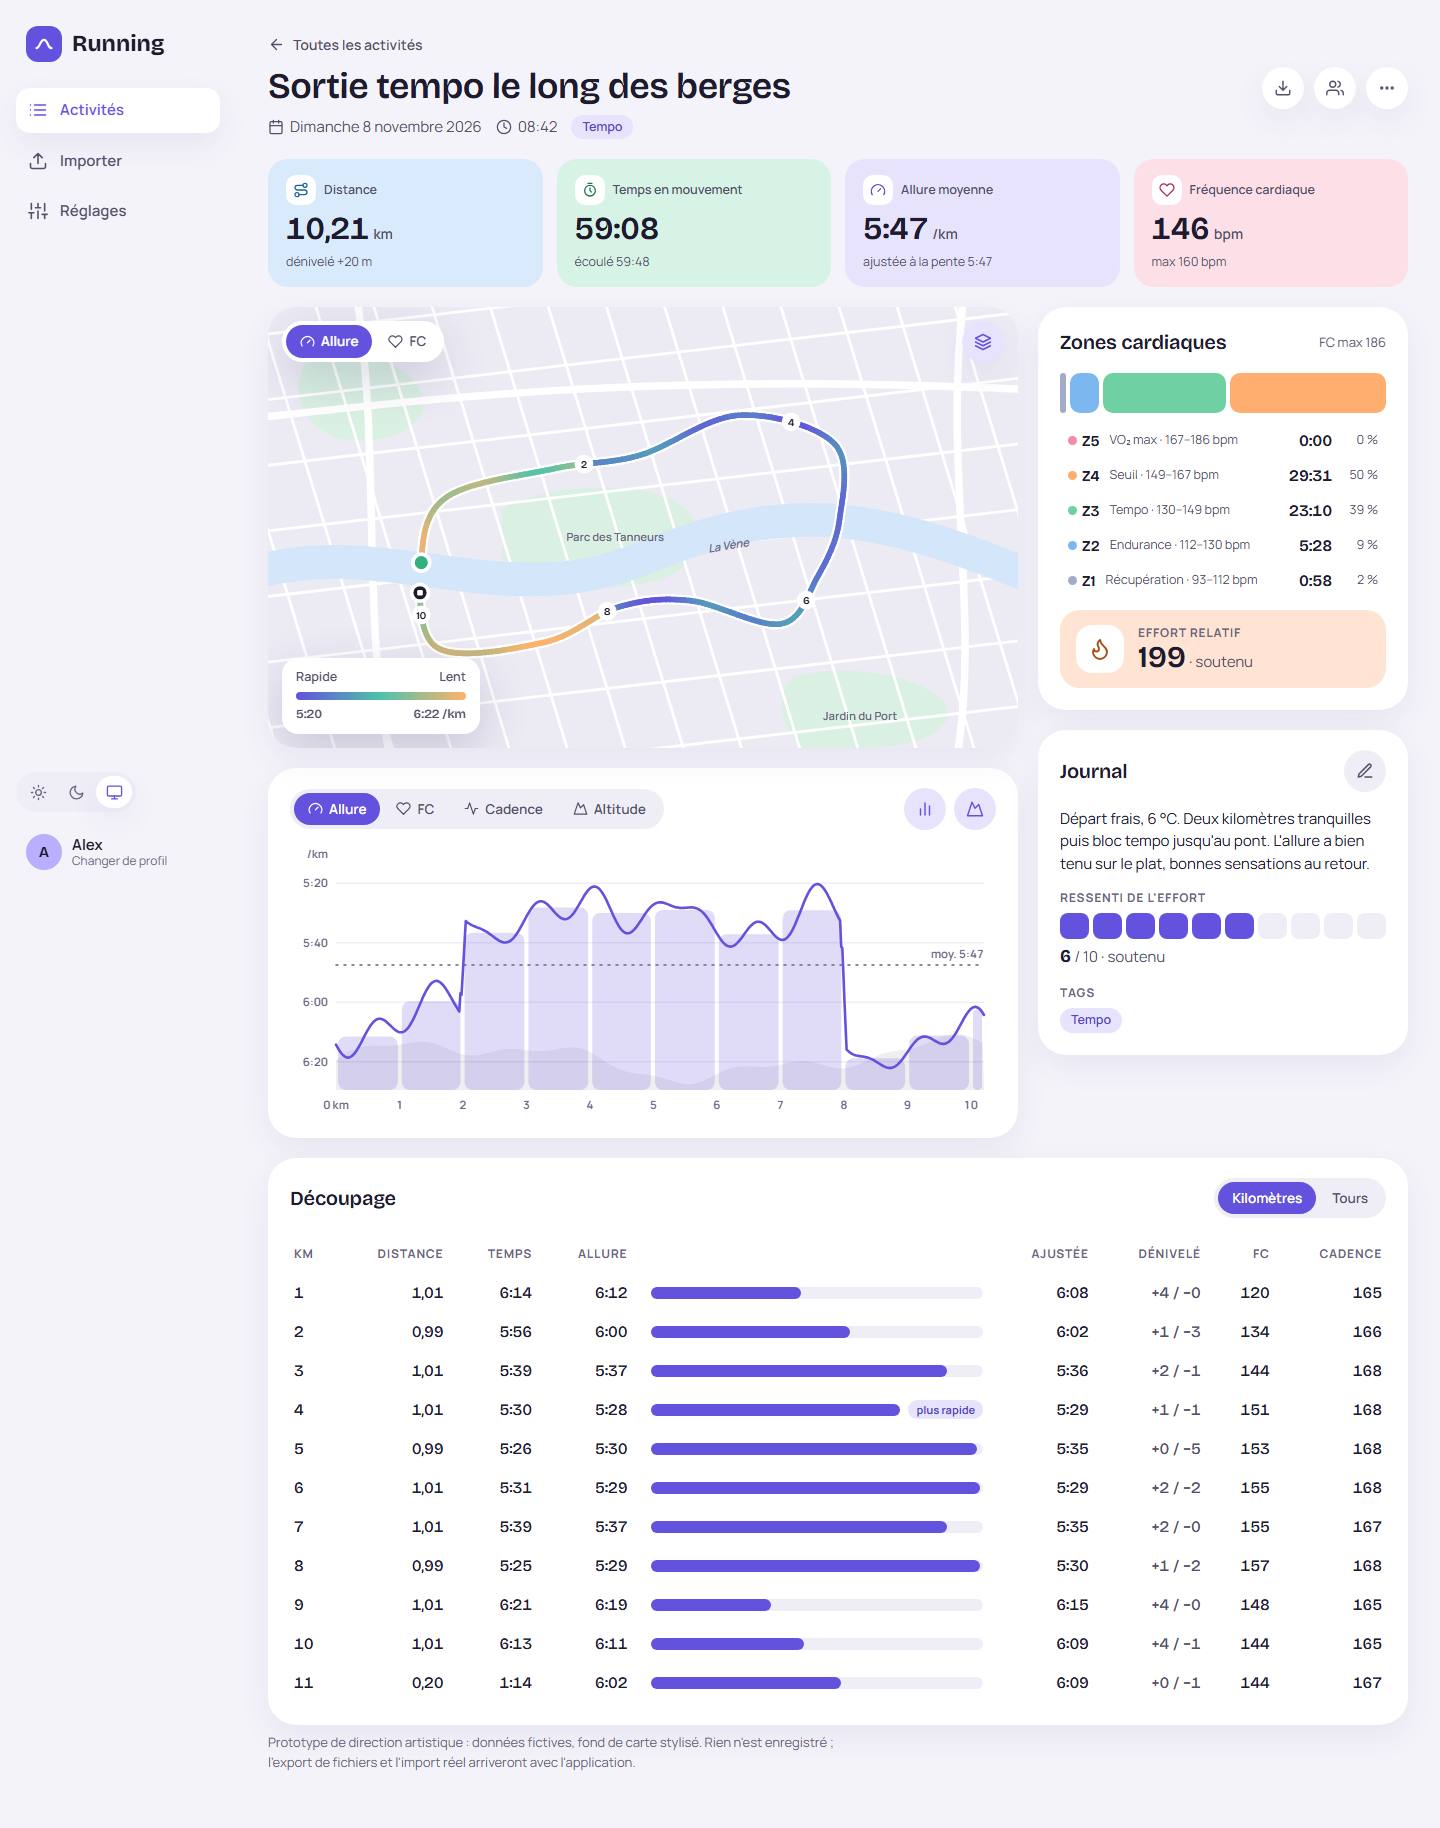 Running
Activités
Importer
Réglages
Alex
A
Changer de profil
Toutes les activités
Sortie tempo le long des berges
Dimanche 8 novembre 2026 08:42 Tempo
Distance
10,21 km
dénivelé +20 m
Temps en mouvement
59:08
écoulé 59:48
Allure moyenne
5:47 /km
ajustée à la pente 5:47
Fréquence cardiaque
146 bpm
max 160 bpm
Allure FC
4
2
Parc des Tanneurs
La Vène
6
8
10
Rapide Lent
5:20 6:22 /km
Jardin du Port
Zones cardiaques FC max 186
Z5 VO₂ max · 167–186 bpm 0:00 0 %
Z4 Seuil · 149–167 bpm 29:31 50 %
Z3 Tempo · 130–149 bpm 23:10 39 %
Z2 Endurance · 112–130 bpm 5:28 9 %
Z1 Récupération · 93–112 bpm 0:58 2 %
EFFORT RELATIF
199 · soutenu
Allure FC Cadence Altitude
/km
5:20
5:40
moy. 5:47
6:00
6:20
0 km 1 2 3 4 5 6 7 8 9 10
Journal
Départ frais, 6 °C. Deux kilomètres tranquilles
puis bloc tempo jusqu'au pont. L'allure a bien
tenu sur le plat, bonnes sensations au retour.
RESSENTI DE L'EFFORT
6 / 10 · soutenu
TAGS
Tempo
Découpage Kilomètres Tours
KM DISTANCE TEMPS ALLURE AJUSTÉE DÉNIVELÉ FC CADENCE
1 1,01 6:14 6:12 6:08 +4 / −0 120 165
2 0,99 5:56 6:00 6:02 +1 / −3 134 166
3 1,01 5:39 5:37 5:36 +2 / −1 144 168
4 1,01 5:30 5:28 plus rapide 5:29 +1 / −1 151 168
5 0,99 5:26 5:30 5:35 +0 / −5 153 168
6 1,01 5:31 5:29 5:29 +2 / −2 155 168
7 1,01 5:39 5:37 5:35 +2 / −0 155 167
8 0,99 5:25 5:29 5:30 +1 / −2 157 168
9 1,01 6:21 6:19 6:15 +4 / −0 148 165
10 1,01 6:13 6:11 6:09 +4 / −1 144 165
11 0,20 1:14 6:02 6:09 +0 / −1 144 167
Prototype de direction artistique : données fictives, fond de carte stylisé. Rien n'est enregistré ;
l'export de fichiers et l'import réel arriveront avec l'application.